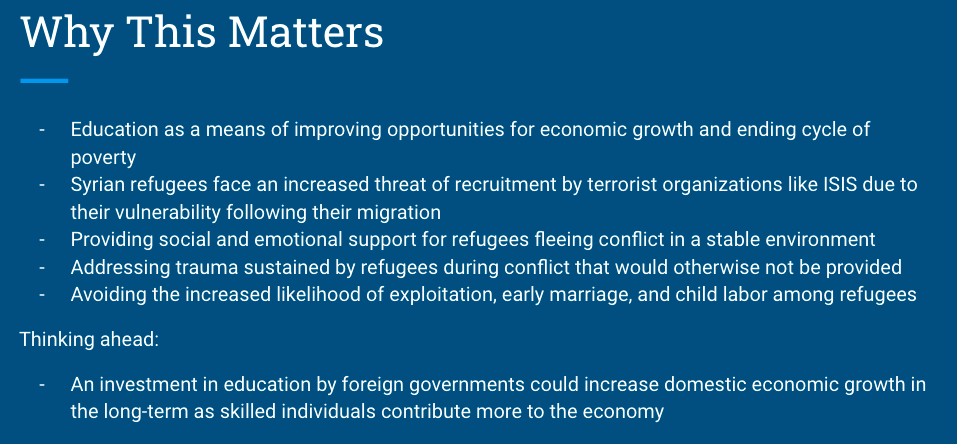 Why This Matters
- Education as a means of improving opportunities for economic growth and ending cycle of
poverty
- Syrian refugees face an increased threat of recruitment by terrorist organizations like ISIS due to
their vulnerability following their migration
- Providing social and emotional support for refugees fleeing conflict in a stable environment
- Addressing trauma sustained by refugees during conflict that would otherwise not be provided
- Avoiding the increased likelihood of exploitation, early marriage, and child labor among refugees
Thinking ahead:
- An investment in education by foreign governments could increase domestic economic growth in
the long-term as skilled individuals contribute more to the economy